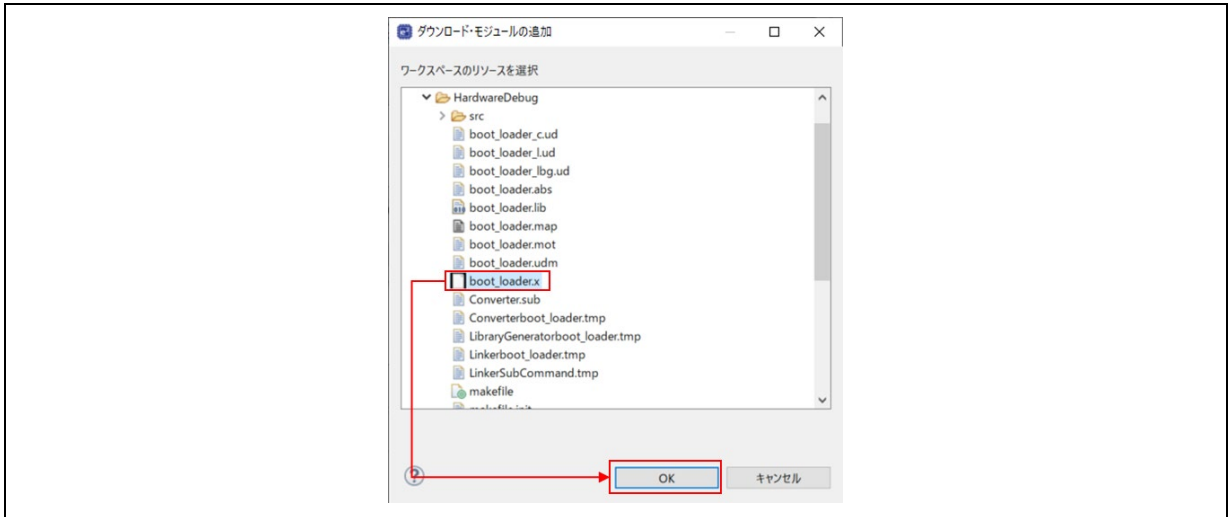 ダウンロード・モジュールの追加
ワークスペースのリソースを選択
HardwareDebug
src
boot_loader_c.ud
boot_loader_l.ud
boot_loader_lbg.ud
boot_loader.abs
boot_loader.lib
boot_loader.map
boot_loader.mot
boot_loader.udm
boot_loader.x
Converter.sub
Converterboot_loader.tmp
LibraryGeneratorboot_loader.tmp
Linkerboot_loader.tmp
LinkerSubCommand.tmp
makefile
OK キャンセル